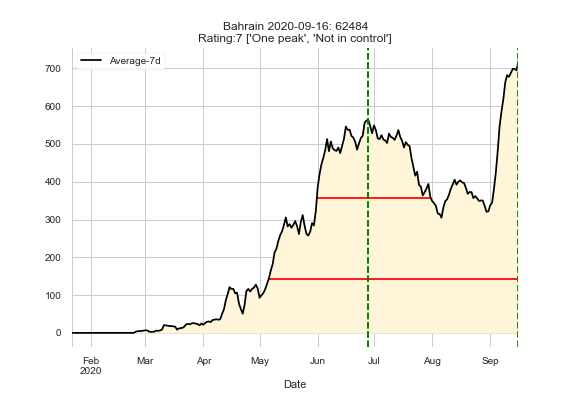 Bahrain 2020-09-16: 62484
Rating:7 ['One peak', 'Not in control']
Average-7d
700
600
500
400
300
200
100
0
Feb Mar Apr May Jun Jul Aug Sep
2020
Date